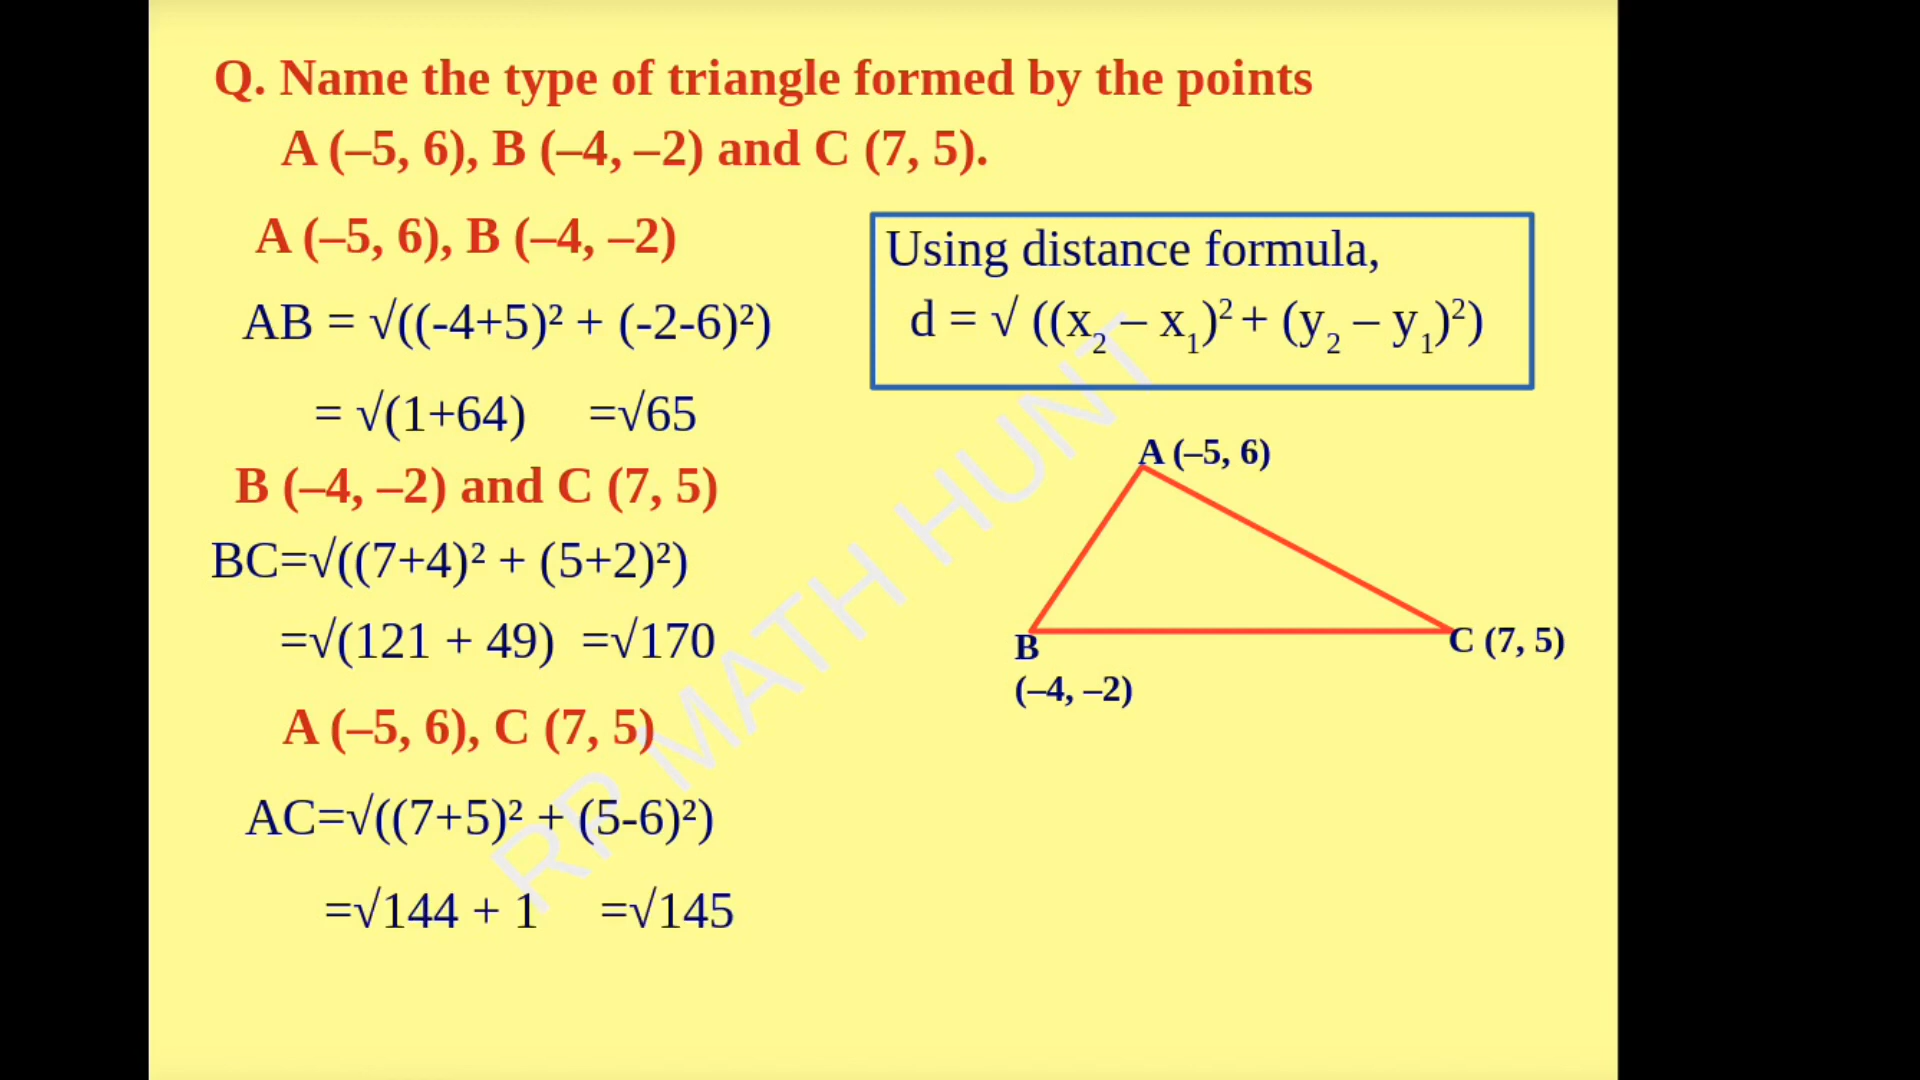 Q. Name the type of triangle formed by the points
A (–5, 6), B (–4, –2) and C (7, 5).
A (–5, 6), B (–4, –2)
AB = √((-4+5)² + (-2-6)²)
= √(1+64) =√65
B (–4, –2) and C (7, 5)
BC=√((7+4)² + (5+2)²)
=√(121 + 49) =√170
A (–5, 6), C (7, 5)
AC=√((7+5)² + (5-6)²)
=√144 + 1 =√145
Using distance formula,
d = √ ((x₂ – x₁)² + (y₂ – y₁)²)
A (–5, 6)
B
(–4, –2)
C (7, 5)
RP MATH HUNT